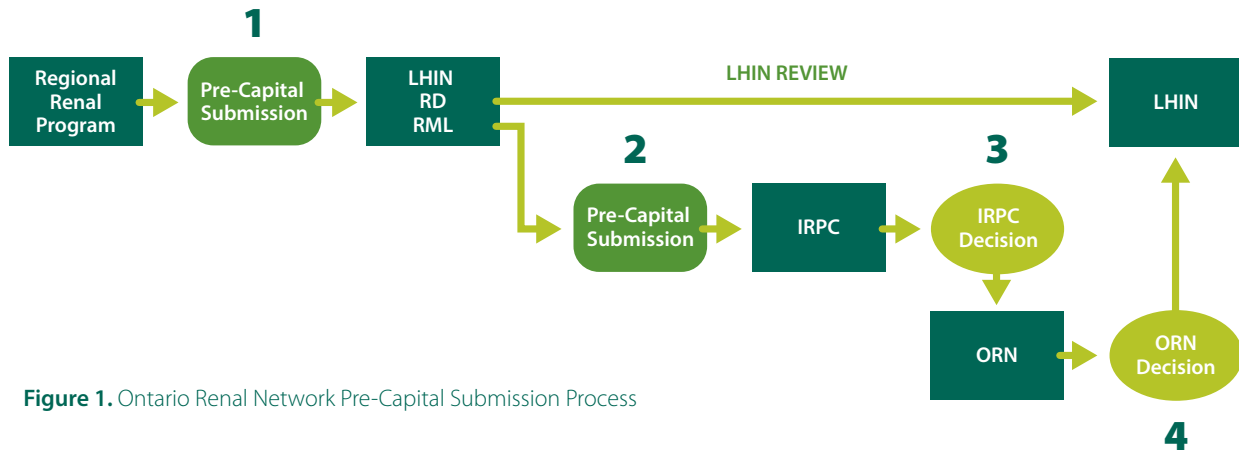 1
Regional
Renal
Program
Pre-Capital
Submission
LHIN
RD
RML
LHIN REVIEW
LHIN
2
Pre-Capital
Submission
IRPC
3
IRPC
Decision
ORN
ORN
Decision
4
Figure 1. Ontario Renal Network Pre-Capital Submission Process